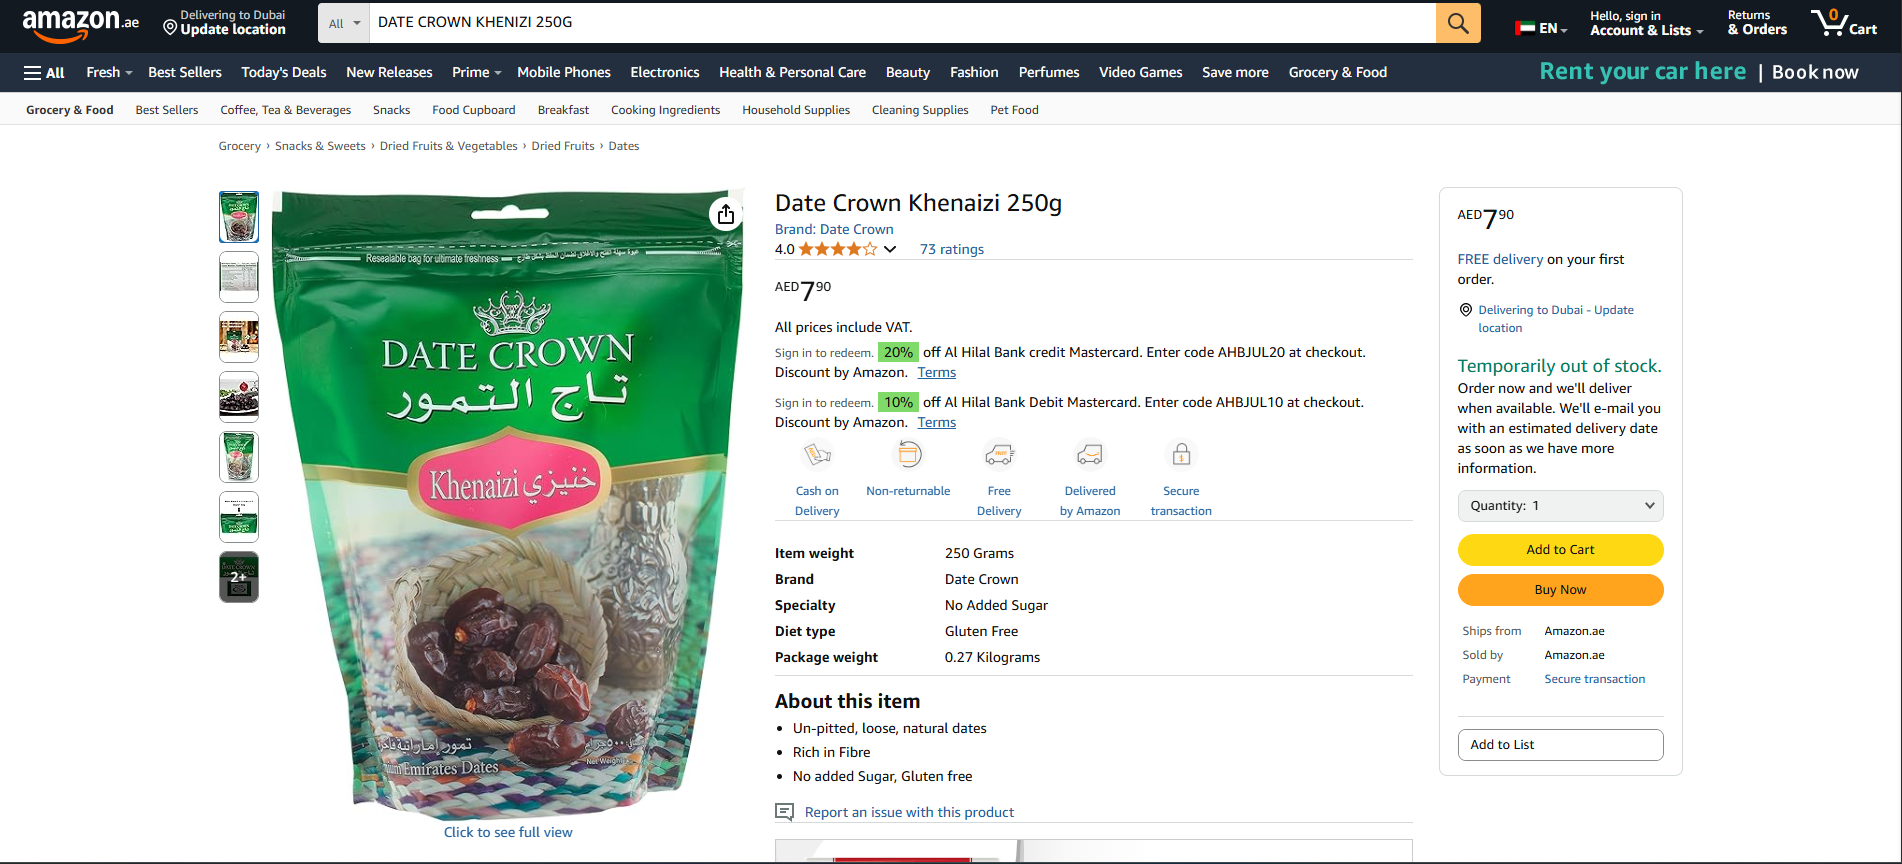 amazon.ae
Delivering to Dubai
Update location
All
DATE CROWN KHENIZI 250G
EN
Hello, sign in
Account & Lists
Returns
& Orders
0
Cart
All
Fresh
Best Sellers
Today's Deals
New Releases
Prime
Mobile Phones
Electronics
Health & Personal Care
Beauty
Fashion
Perfumes
Video Games
Save more
Grocery & Food
Rent your car here | Book now
Grocery & Food
Best Sellers
Coffee, Tea & Beverages
Snacks
Food Cupboard
Breakfast
Cooking Ingredients
Household Supplies
Cleaning Supplies
Pet Food
Grocery › Snacks & Sweets › Dried Fruits & Vegetables › Dried Fruits › Dates
2+
Resealable bag for ultimate freshness
DATE CROWN
تاج التمور
Khenaizi خنيزي
تمور إماراتية فاخرة
Emirates Dates
Net Weight
Click to see full view
Date Crown Khenaizi 250g
Brand: Date Crown
4.0
73 ratings
AED790
All prices include VAT.
Sign in to redeem. 20% off Al Hilal Bank credit Mastercard. Enter code AHBJUL20 at checkout.
Discount by Amazon. Terms
Sign in to redeem. 10% off Al Hilal Bank Debit Mastercard. Enter code AHBJUL10 at checkout.
Discount by Amazon. Terms
Cash on
Delivery
Non-returnable
Free
Delivery
Delivered
by Amazon
Secure
transaction
Item weight 250 Grams
Brand Date Crown
Specialty No Added Sugar
Diet type Gluten Free
Package weight 0.27 Kilograms
About this item
• Un-pitted, loose, natural dates
• Rich in Fibre
• No added Sugar, Gluten free
Report an issue with this product
AED790
FREE delivery on your first
order.
Delivering to Dubai - Update
location
Temporarily out of stock.
Order now and we'll deliver
when available. We'll e-mail you
with an estimated delivery date
as soon as we have more
information.
Quantity: 1
Add to Cart
Buy Now
Ships from Amazon.ae
Sold by Amazon.ae
Payment Secure transaction
Add to List